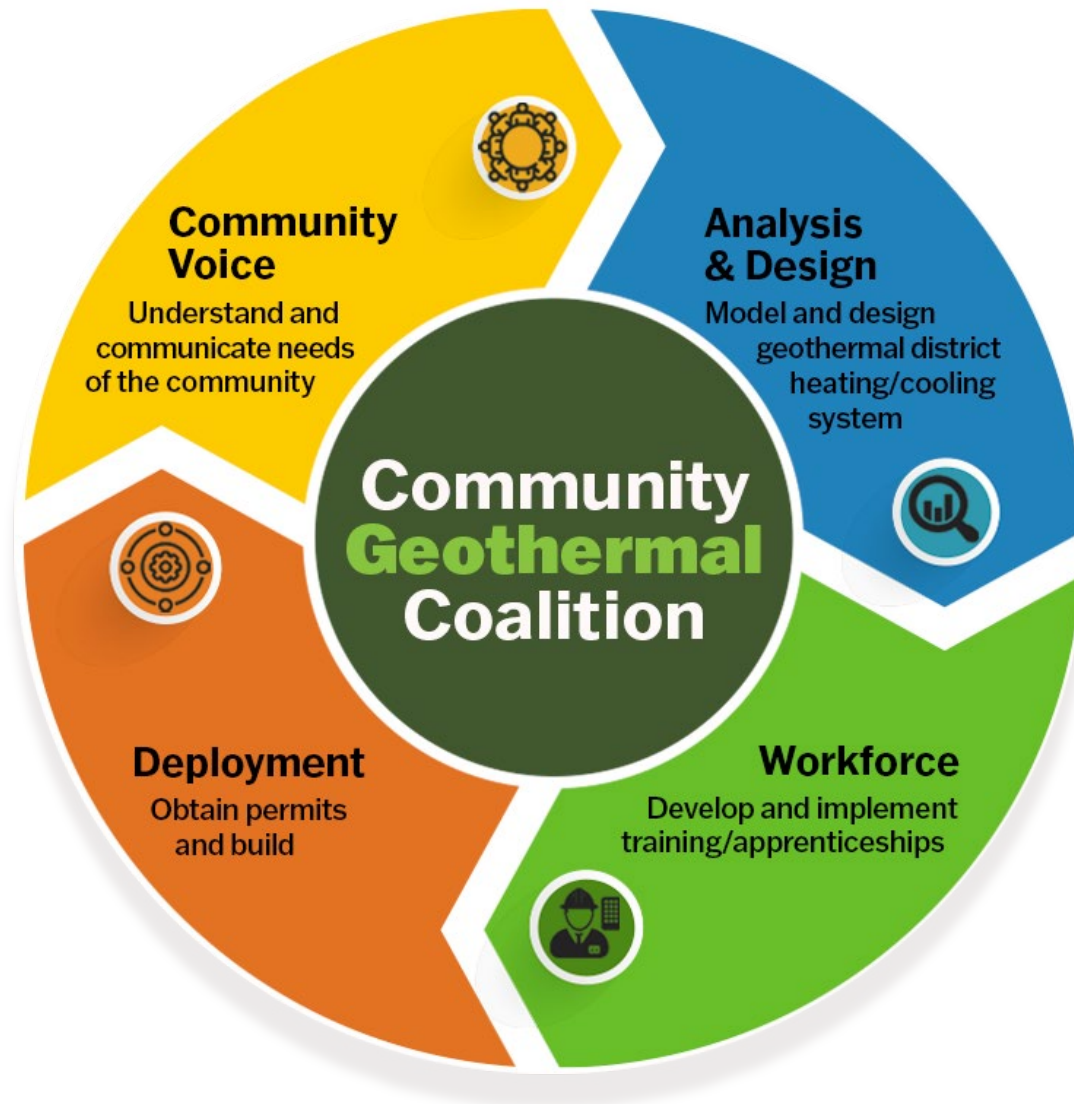 Community
Voice
Understand and
communicate needs
of the community
Analysis
& Design
Model and design
geothermal district
heating/cooling
system
Community
Geothermal
Coalition
Deployment
Obtain permits
and build
Workforce
Develop and implement
training/apprenticeships